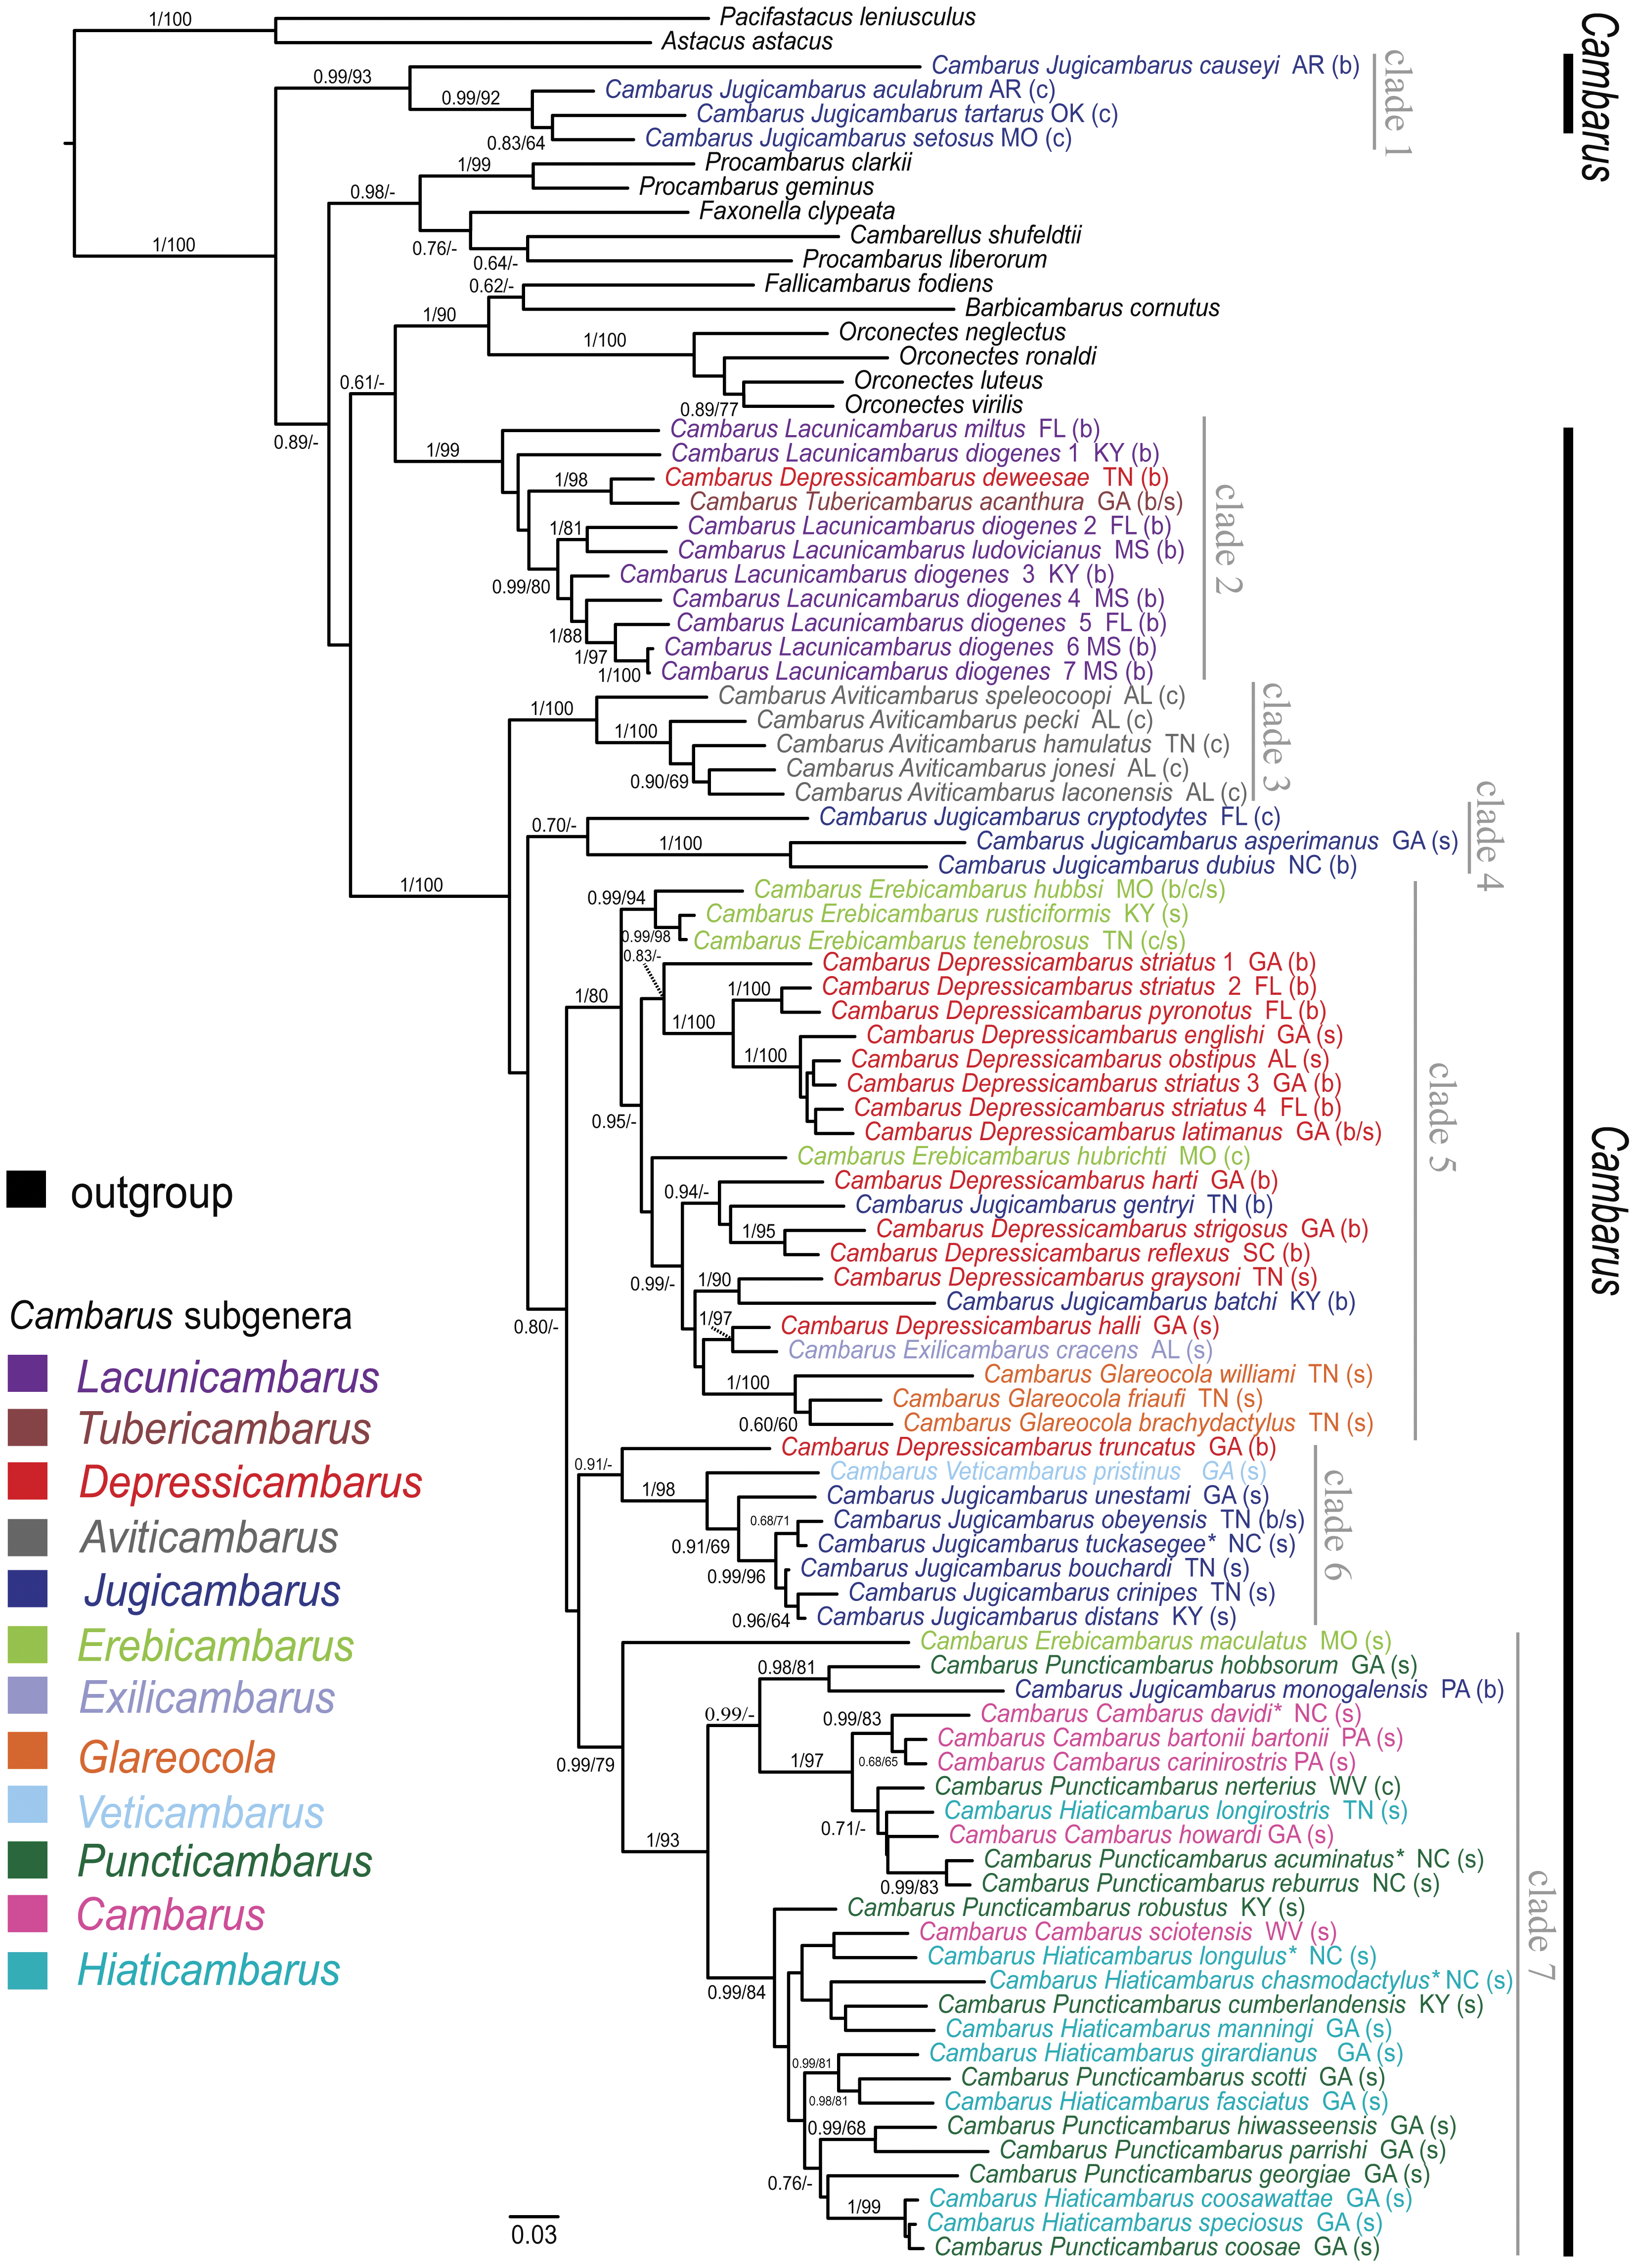 1/100
Pacifastacus leniusculus
Astacus astacus
Cambarus
0.99/93
Cambarus Jugicambarus causeyi AR (b)
0.99/92
Cambarus Jugicambarus aculabrum AR (c)
Cambarus Jugicambarus tartarus OK (c)
0.83/64
Cambarus Jugicambarus setosus MO (c)
clade 1
1/99
Procambarus clarkii
0.98/-
Procambarus geminus
Faxonella clypeata
1/100
0.76/-
Cambarellus shufeldtii
0.64/-
Procambarus liberorum
0.62/-
Fallicambarus fodiens
Barbicambarus cornutus
1/90
1/100
Orconectes neglectus
Orconectes ronaldi
0.61/-
Orconectes luteus
0.89/77
Orconectes virilis
0.89/-
Cambarus Lacunicambarus miltus FL (b)
1/99
Cambarus Lacunicambarus diogenes 1 KY (b)
1/98
Cambarus Depressicambarus deweesae TN (b)
Cambarus Tubericambarus acanthura GA (b/s)
1/81
Cambarus Lacunicambarus diogenes 2 FL (b)
Cambarus Lacunicambarus ludovicianus MS (b)
0.99/80
Cambarus Lacunicambarus diogenes 3 KY (b)
Cambarus Lacunicambarus diogenes 4 MS (b)
1/88
Cambarus Lacunicambarus diogenes 5 FL (b)
1/97
Cambarus Lacunicambarus diogenes 6 MS (b)
1/100
Cambarus Lacunicambarus diogenes 7 MS (b)
clade 2
1/100
Cambarus Aviticambarus speleocoopi AL (c)
1/100
Cambarus Aviticambarus pecki AL (c)
Cambarus Aviticambarus hamulatus TN (c)
0.90/69
Cambarus Aviticambarus jonesi AL (c)
Cambarus Aviticambarus laconensis AL (c)
clade 3
0.70/-
Cambarus Jugicambarus cryptodytes FL (c)
1/100
Cambarus Jugicambarus asperimanus GA (s)
Cambarus Jugicambarus dubius NC (b)
clade 4
1/100
0.99/94
Cambarus Erebicambarus hubbsi MO (b/c/s)
Cambarus Erebicambarus rusticiformis KY (s)
0.99/98
Cambarus Erebicambarus tenebrosus TN (c/s)
0.83/-
Cambarus Depressicambarus striatus 1 GA (b)
1/80
1/100
Cambarus Depressicambarus striatus 2 FL (b)
Cambarus Depressicambarus pyronotus FL (b)
1/100
Cambarus Depressicambarus englishi GA (s)
1/100
Cambarus Depressicambarus obstipus AL (s)
Cambarus Depressicambarus striatus 3 GA (b)
0.95/-
Cambarus Depressicambarus striatus 4 FL (b)
Cambarus Depressicambarus latimanus GA (b/s)
clade 5
Cambarus Erebicambarus hubrichti MO (c)
0.94/-
Cambarus Depressicambarus harti GA (b)
Cambarus Jugicambarus gentryi TN (b)
1/95
Cambarus Depressicambarus strigosus GA (b)
Cambarus Depressicambarus reflexus SC (b)
0.99/-
1/90
Cambarus Depressicambarus graysoni TN (s)
Cambarus Jugicambarus batchi KY (b)
0.80/-
1/97
Cambarus Depressicambarus halli GA (s)
Cambarus Exilicambarus cracens AL (s)
1/100
Cambarus Glareocola williami TN (s)
Cambarus Glareocola friaufi TN (s)
0.60/60
Cambarus Glareocola brachydactylus TN (s)
Cambarus
0.91/-
Cambarus Depressicambarus truncatus GA (b)
1/98
Cambarus Veticambarus pristinus GA (s)
Cambarus Jugicambarus unestami GA (s)
0.68/71
Cambarus Jugicambarus obeyensis TN (b/s)
0.91/69
Cambarus Jugicambarus tuckasegee* NC (s)
0.99/96
Cambarus Jugicambarus bouchardi TN (s)
Cambarus Jugicambarus crinipes TN (s)
0.96/64
Cambarus Jugicambarus distans KY (s)
clade 6
Cambarus Erebicambarus maculatus MO (s)
0.98/81
Cambarus Puncticambarus hobbsorum GA (s)
Cambarus Jugicambarus monogalensis PA (b)
0.99/-
0.99/83
Cambarus Cambarus davidi* NC (s)
Cambarus Cambarus bartonii bartonii PA (s)
0.99/79
1/97
0.68/65
Cambarus Cambarus carinirostris PA (s)
Cambarus Puncticambarus nerterius WV (c)
Cambarus Hiaticambarus longirostris TN (s)
0.71/-
Cambarus Cambarus howardi GA (s)
1/93
Cambarus Puncticambarus acuminatus* NC (s)
0.99/83
Cambarus Puncticambarus reburrus NC (s)
Cambarus Puncticambarus robustus KY (s)
Cambarus Cambarus sciotensis WV (s)
Cambarus Hiaticambarus longulus* NC (s)
0.99/84
Cambarus Hiaticambarus chasmodactylus* NC (s)
Cambarus Puncticambarus cumberlandensis KY (s)
Cambarus Hiaticambarus manningi GA (s)
0.99/81
Cambarus Hiaticambarus girardianus GA (s)
Cambarus Puncticambarus scotti GA (s)
0.98/81
Cambarus Hiaticambarus fasciatus GA (s)
0.99/68
Cambarus Puncticambarus hiwasseensis GA (s)
Cambarus Puncticambarus parrishi GA (s)
0.76/-
Cambarus Puncticambarus georgiae GA (s)
1/99
Cambarus Hiaticambarus coosawattae GA (s)
Cambarus Hiaticambarus speciosus GA (s)
Cambarus Puncticambarus coosae GA (s)
clade 7
0.03
outgroup
Cambarus subgenera
Lacunicambarus
Tubericambarus
Depressicambarus
Aviticambarus
Jugicambarus
Erebicambarus
Exilicambarus
Glareocola
Veticambarus
Puncticambarus
Cambarus
Hiaticambarus